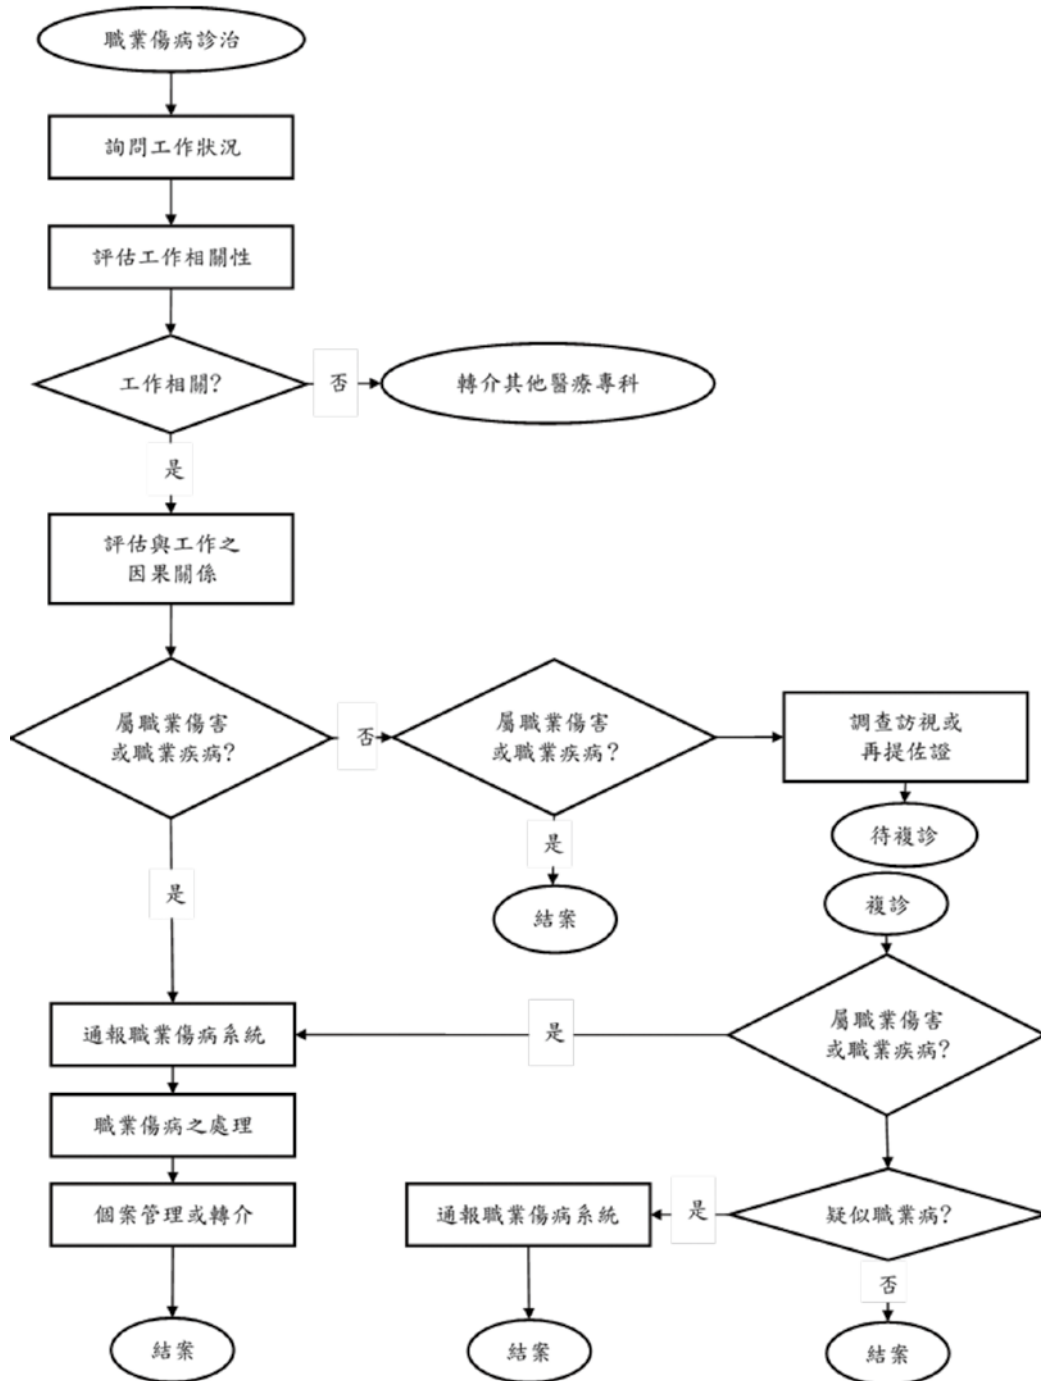 職業傷病診治
詢問工作狀況
評估工作相關性
工作相關?
否
轉介其他醫療專科
是
評估與工作之
因果關係
屬職業傷害
或職業疾病?
否
屬職業傷害
或職業疾病?
調查訪視或
再提佐證
待複診
是
結案
複診
是
屬職業傷害
或職業疾病?
是
通報職業傷病系統
職業傷病之處理
個案管理或轉介
結案
疑似職業病?
是
通報職業傷病系統
結案
否
結案